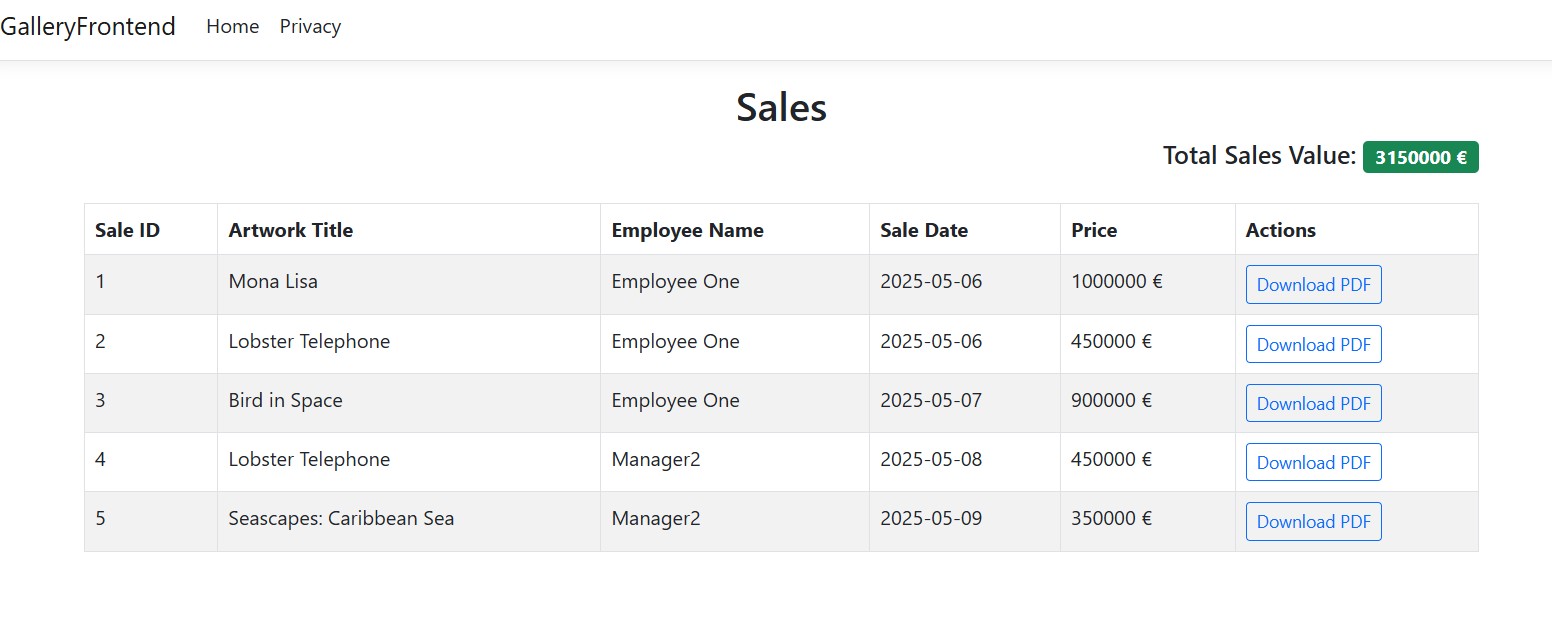 GalleryFrontend Home Privacy
Sales
Total Sales Value: 3150000 €
Sale ID Artwork Title Employee Name Sale Date Price Actions
1 Mona Lisa Employee One 2025-05-06 1000000 € Download PDF
2 Lobster Telephone Employee One 2025-05-06 450000 € Download PDF
3 Bird in Space Employee One 2025-05-07 900000 € Download PDF
4 Lobster Telephone Manager2 2025-05-08 450000 € Download PDF
5 Seascapes: Caribbean Sea Manager2 2025-05-09 350000 € Download PDF